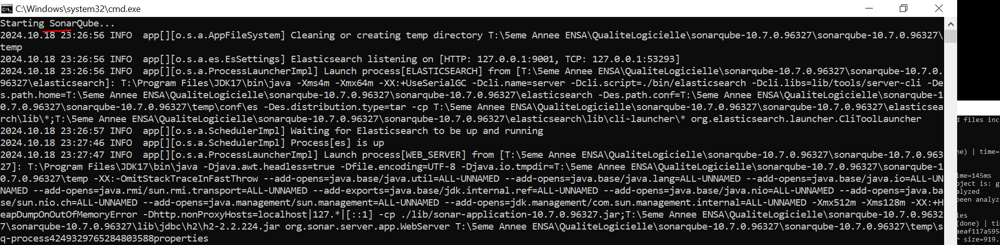 C:\Windows\system32\cmd.exe
Starting SonarQube...
2024.10.18 23:26:56 INFO  app[][o.s.a.AppFileSystem] Cleaning or creating temp directory T:\5eme Annee ENSA\QualiteLogicielle\sonarqube-10.7.0.96327\sonarqube-10.7.0.96327\
temp
2024.10.18 23:26:56 INFO  app[][o.s.a.es.EsSettings] Elasticsearch listening on [HTTP: 127.0.0.1:9001, TCP: 127.0.0.1:53293]
2024.10.18 23:26:56 INFO  app[][o.s.a.ProcessLauncherImpl] Launch process[ELASTICSEARCH] from [T:\5eme Annee ENSA\QualiteLogicielle\sonarqube-10.7.0.96327\sonarqube-10.7.0.
96327\elasticsearch]: T:\Program Files\JDK17\bin\java -Xms4m -Xmx64m -XX:+UseSerialGC -Dcli.name=server -Dcli.script=./bin/elasticsearch -Dcli.libs=lib/tools/server-cli -De
s.path.home=T:\5eme Annee ENSA\QualiteLogicielle\sonarqube-10.7.0.96327\sonarqube-10.7.0.96327\elasticsearch -Des.path.conf=T:\5eme Annee ENSA\QualiteLogicielle\sonarqube-1
0.7.0.96327\sonarqube-10.7.0.96327\temp\conf\es -Des.distribution.type=tar -cp T:\5eme Annee ENSA\QualiteLogicielle\sonarqube-10.7.0.96327\sonarqube-10.7.0.96327\elasticsea
rch\lib\*;T:\5eme Annee ENSA\QualiteLogicielle\sonarqube-10.7.0.96327\sonarqube-10.7.0.96327\elasticsearch\lib\cli-launcher\* org.elasticsearch.launcher.CliToolLauncher
2024.10.18 23:26:57 INFO  app[][o.s.a.SchedulerImpl] Waiting for Elasticsearch to be up and running
2024.10.18 23:27:46 INFO  app[][o.s.a.SchedulerImpl] Process[es] is up
2024.10.18 23:27:47 INFO  app[][o.s.a.ProcessLauncherImpl] Launch process[WEB_SERVER] from [T:\5eme Annee ENSA\QualiteLogicielle\sonarqube-10.7.0.96327\sonarqube-10.7.0.963
27]: T:\Program Files\JDK17\bin\java -Djava.awt.headless=true -Dfile.encoding=UTF-8 -Djava.io.tmpdir=T:\5eme Annee ENSA\QualiteLogicielle\sonarqube-10.7.0.96327\sonarqube-1
0.7.0.96327\temp -XX:-OmitStackTraceInFastThrow --add-opens=java.base/java.util=ALL-UNNAMED --add-opens=java.base/java.lang=ALL-UNNAMED --add-opens=java.base/java.io=ALL-UN
NAMED --add-opens=java.rmi/sun.rmi.transport=ALL-UNNAMED --add-exports=java.base/jdk.internal.ref=ALL-UNNAMED --add-opens=java.base/java.nio=ALL-UNNAMED --add-opens=java.ba
se/sun.nio.ch=ALL-UNNAMED --add-opens=java.management/sun.management=ALL-UNNAMED --add-opens=jdk.management/com.sun.management.internal=ALL-UNNAMED -Xmx512m -Xms128m -XX:+H
eapDumpOnOutOfMemoryError -Dhttp.nonProxyHosts=localhost|127.*|[::1] -cp ./lib/sonar-application-10.7.0.96327.jar;T:\5eme Annee ENSA\QualiteLogicielle\sonarqube-10.7.0.9632
7\sonarqube-10.7.0.96327\lib\jdbc\h2\h2-2.2.224.jar org.sonar.server.app.WebServer T:\5eme Annee ENSA\QualiteLogicielle\sonarqube-10.7.0.96327\sonarqube-10.7.0.96327\temp\s
q-process4249329765284803588properties
d files inc
ne) | time=
ime=145ms
oject is: g
alyzed
been analyz
les
(done) | ti
aeaf117a595
r size=919.